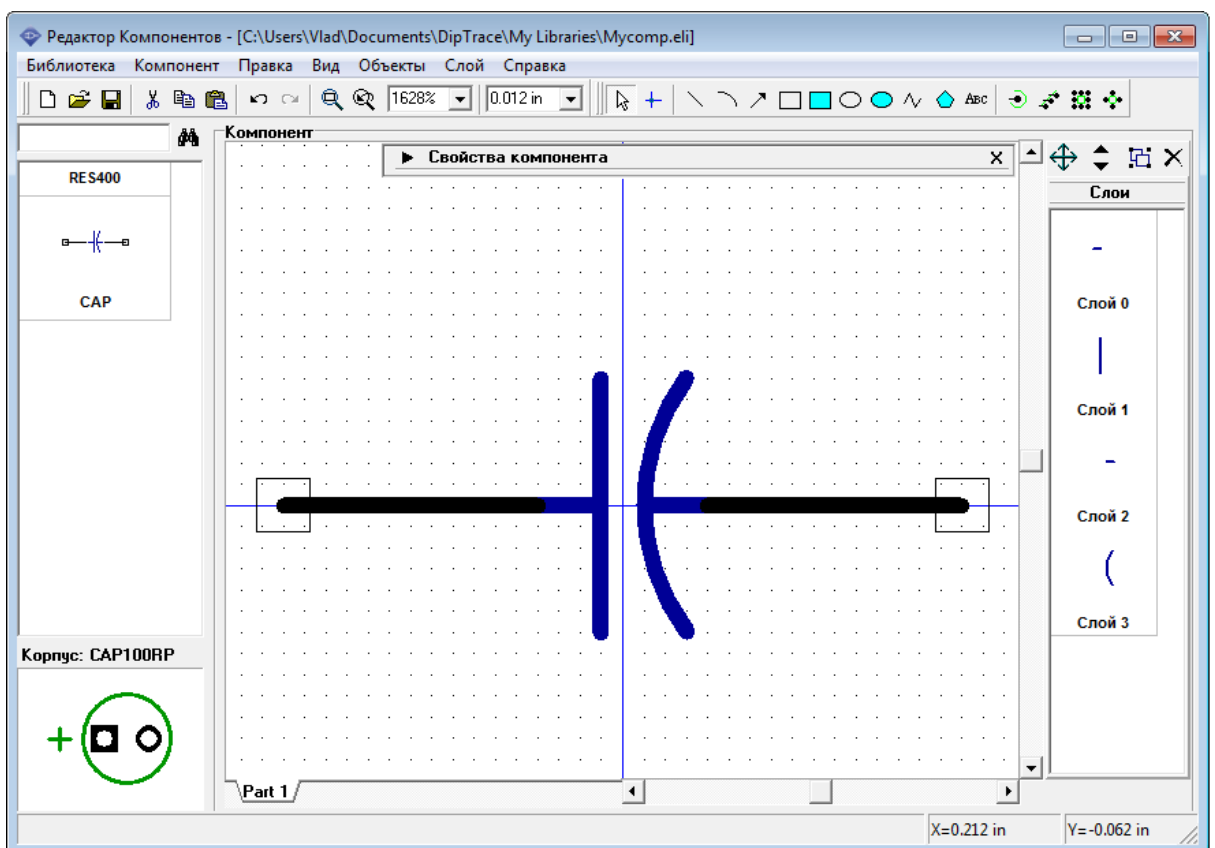 Редактор Компонентов - [C:\Users\Vlad\Documents\DipTrace\My Libraries\Mycomp.eli]
Библиотека Компонент Правка Вид Объекты Слой Справка
1628% 0.012 in ABC
Компонент
Свойства компонента X
RES400
CAP
Слои
Слой 0
Слой 1
Слой 2
Слой 3
Корпус: CAP100RP
Part 1
X=0.212 in Y=-0.062 in